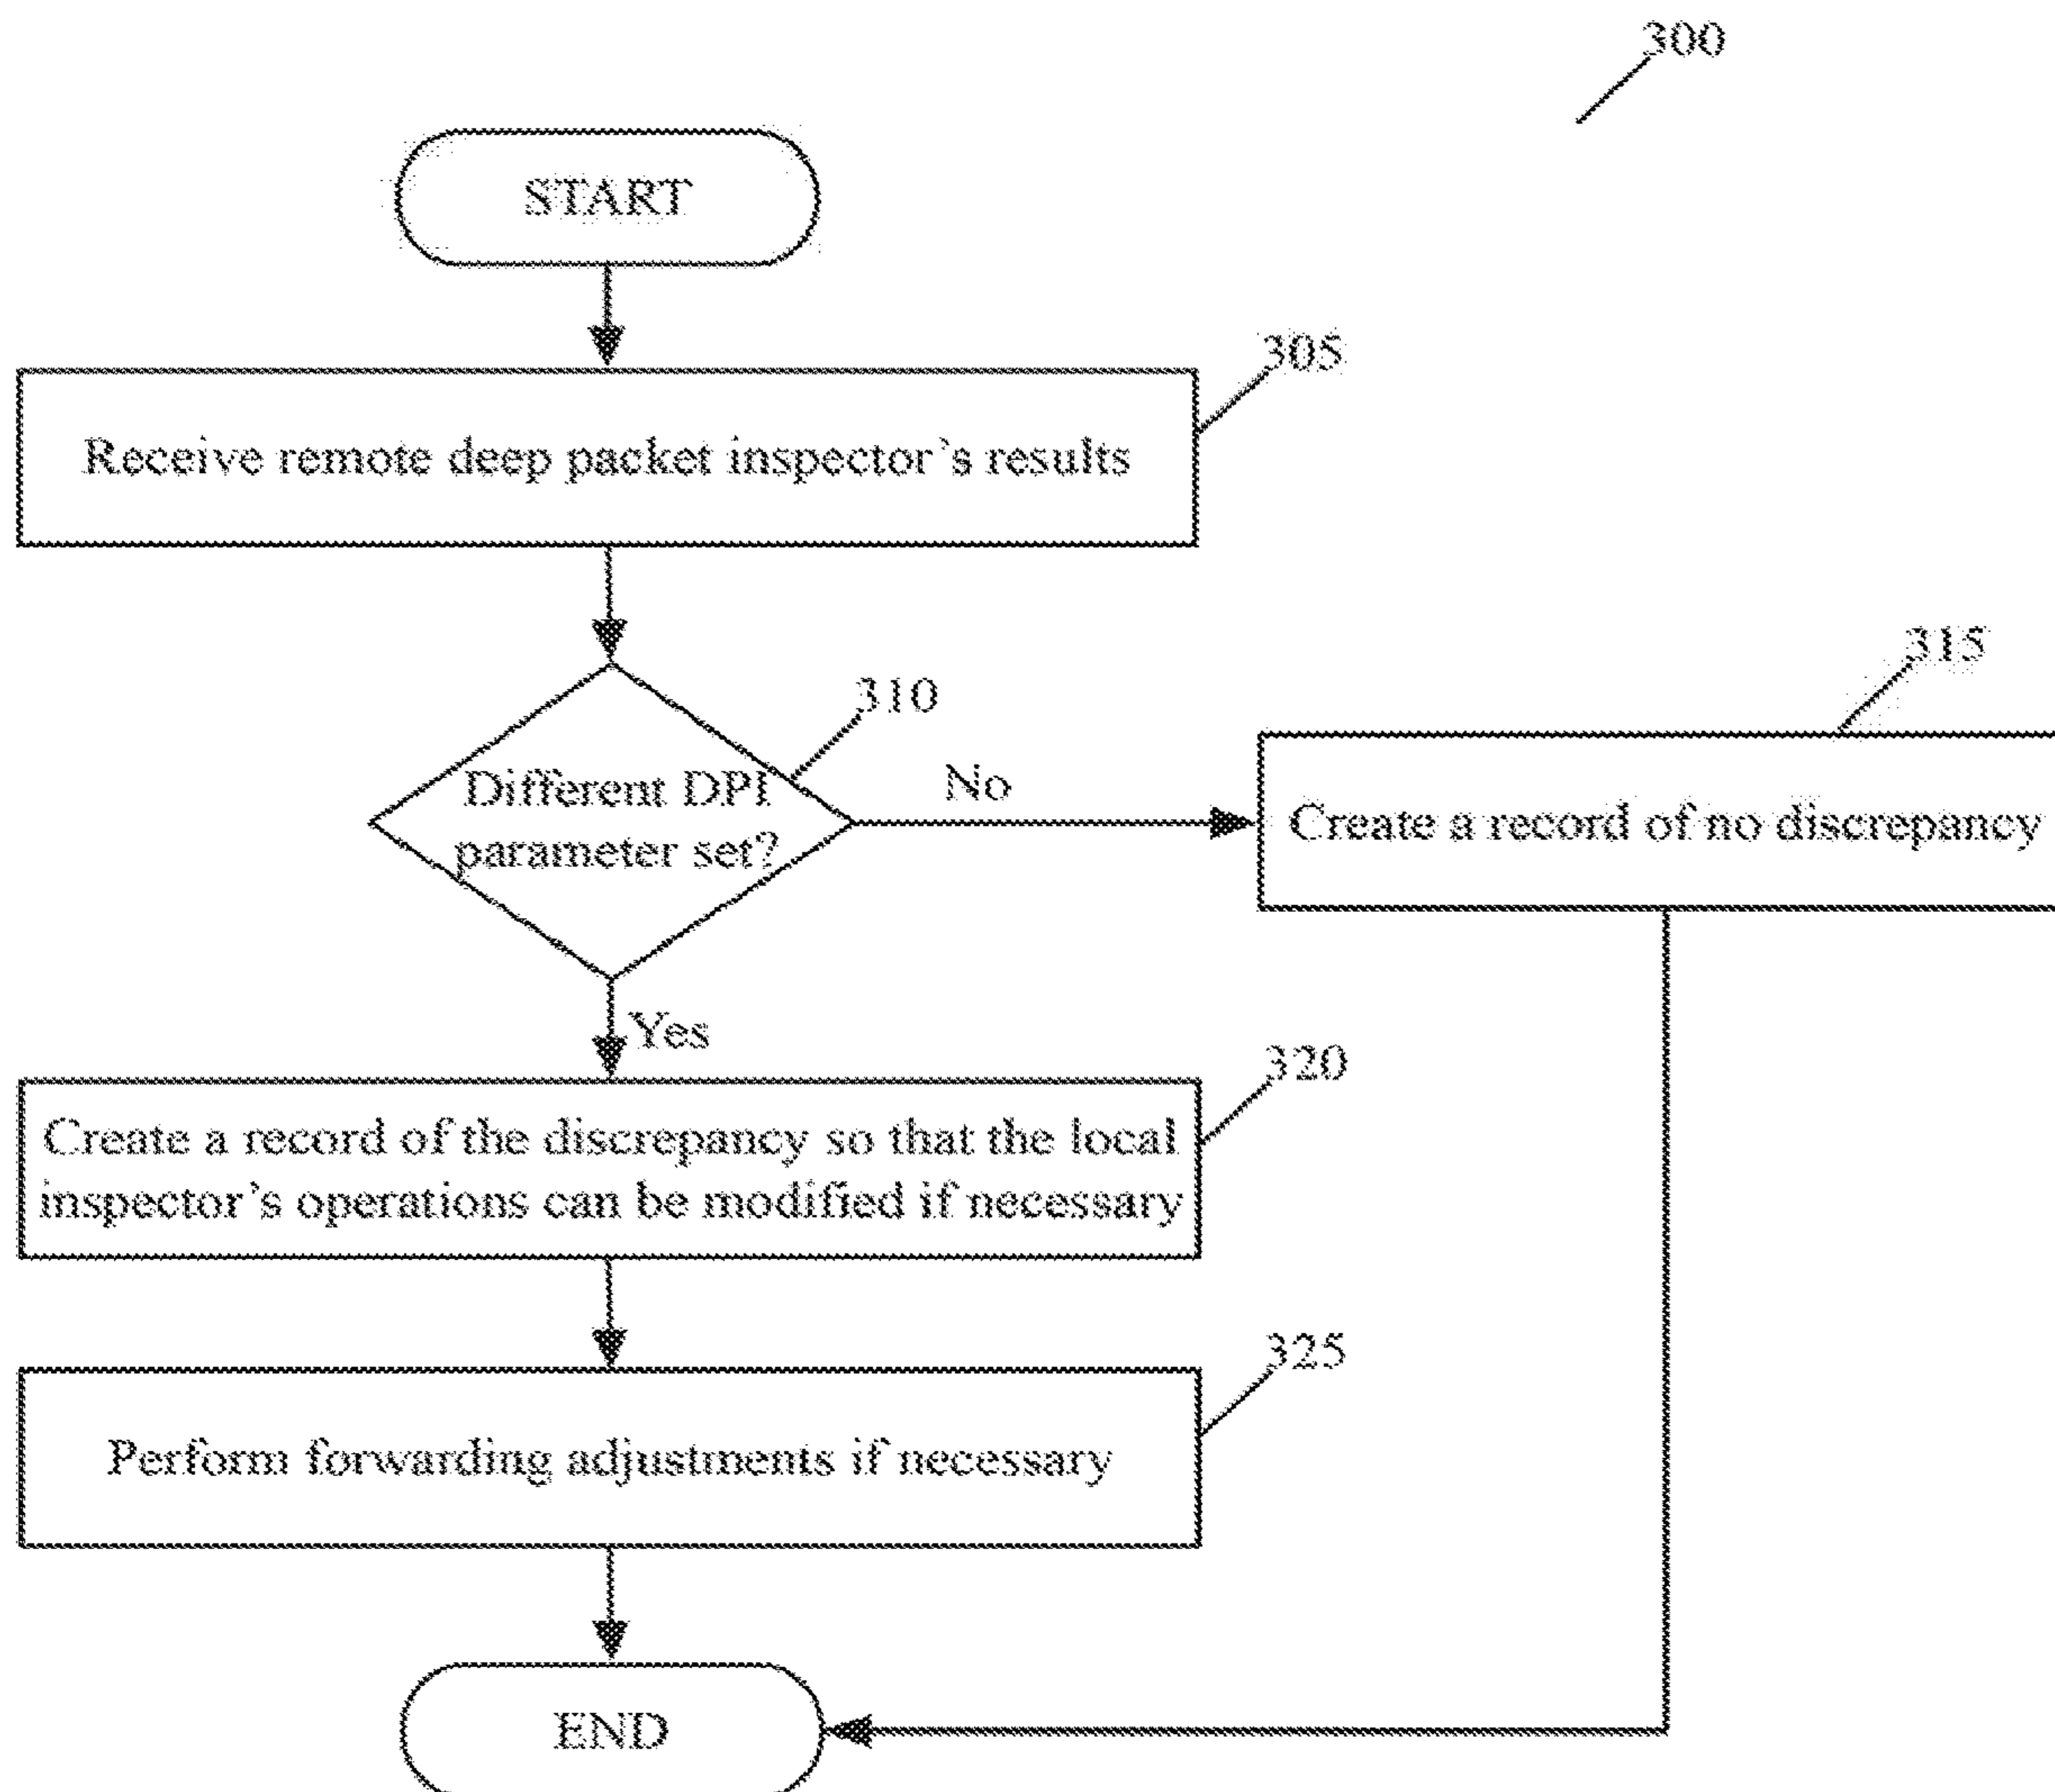 300
START
305
Receive remote deep packet inspector's results
310
315
Different DPI
parameter set?
No
Create a record of no discrepancy
Yes
320
Create a record of the discrepancy so that the local
inspector's operations can be modified if necessary
325
Perform forwarding adjustments if necessary
END